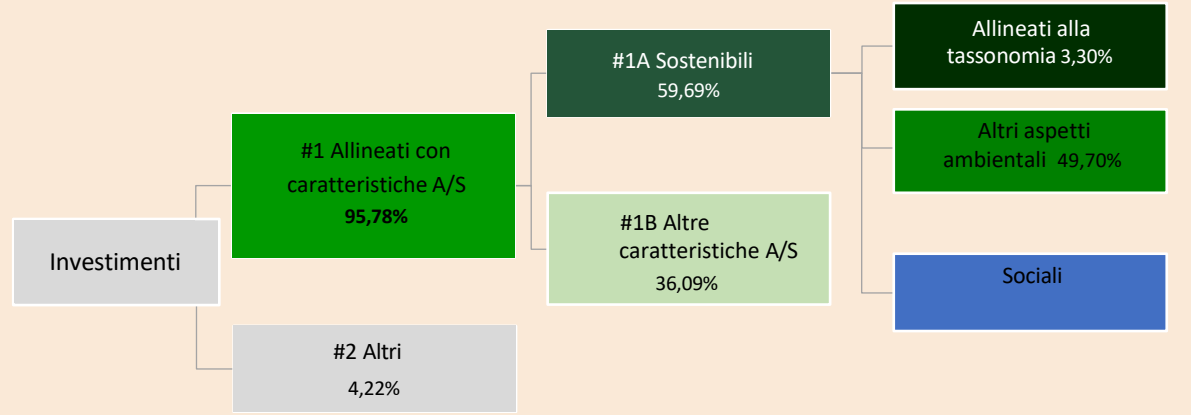 Investimenti
#1 Allineati con
caratteristiche A/S
95,78%
#2 Altri
4,22%
#1A Sostenibili
59,69%
#1B Altre
caratteristiche A/S
36,09%
Allineati alla
tassonomia 3,30%
Altri aspetti
ambientali 49,70%
Sociali